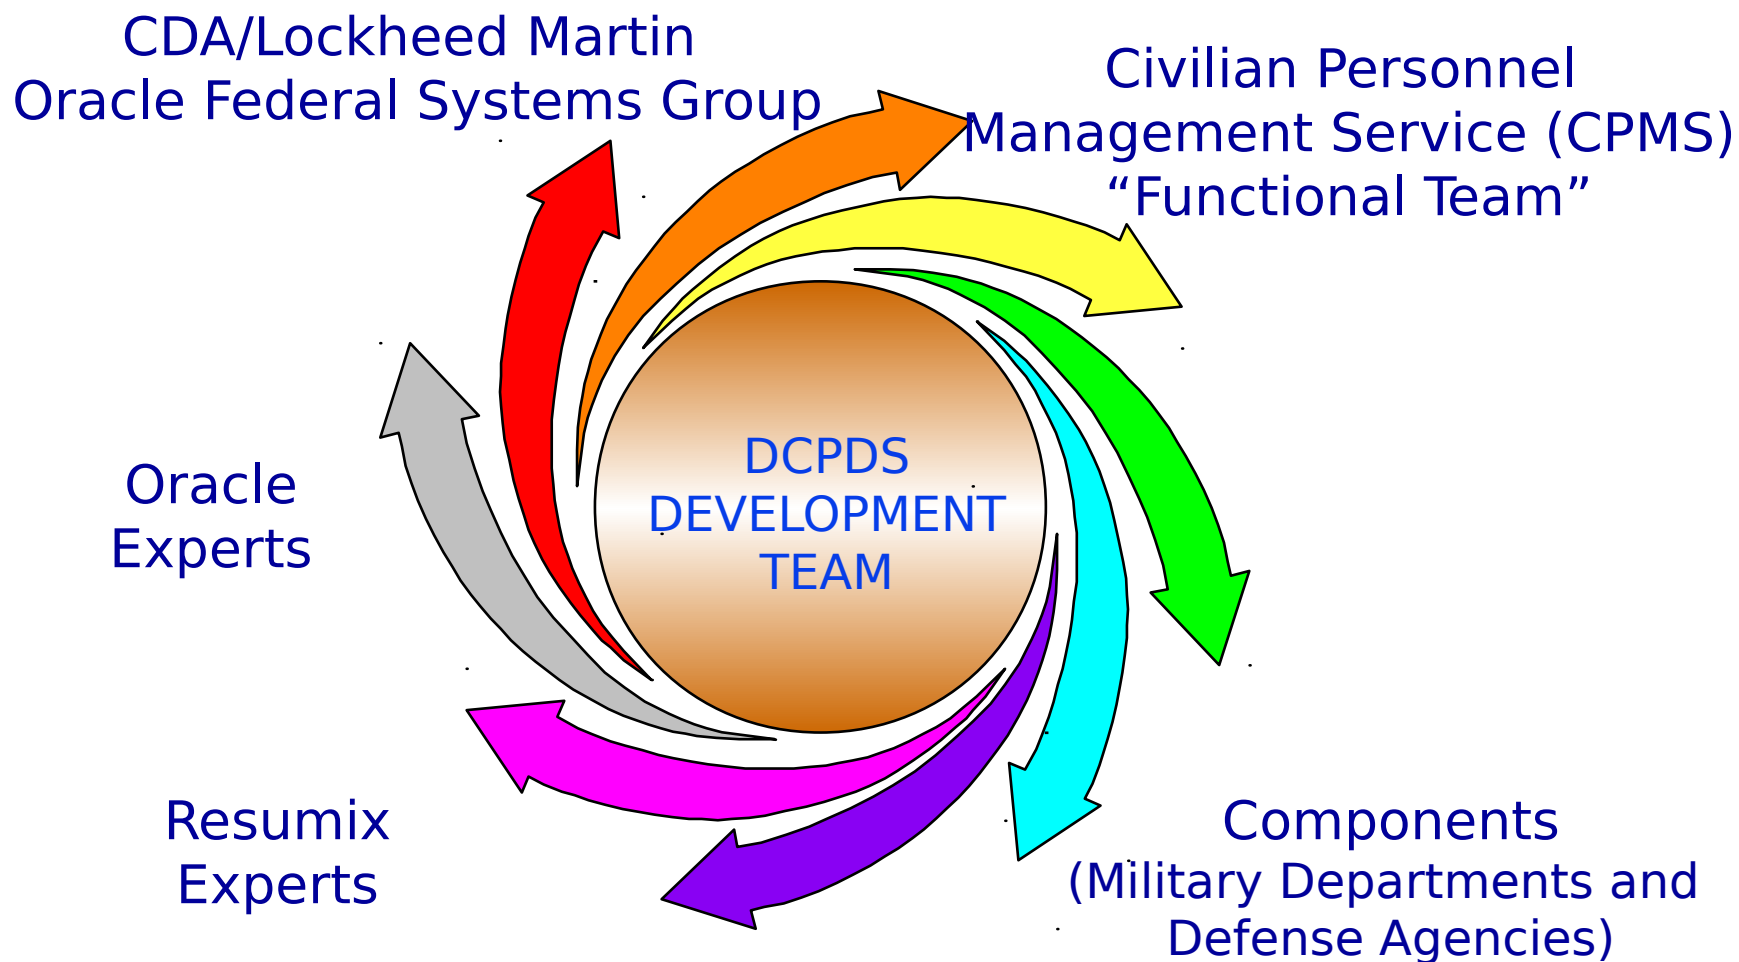 CDA/Lockheed Martin
Oracle Federal Systems Group
Civilian Personnel
Management Service (CPMS)
“Functional Team”
Oracle
Experts
DCPDS
DEVELOPMENT
TEAM
Resumix
Experts
Components
(Military Departments and
Defense Agencies)